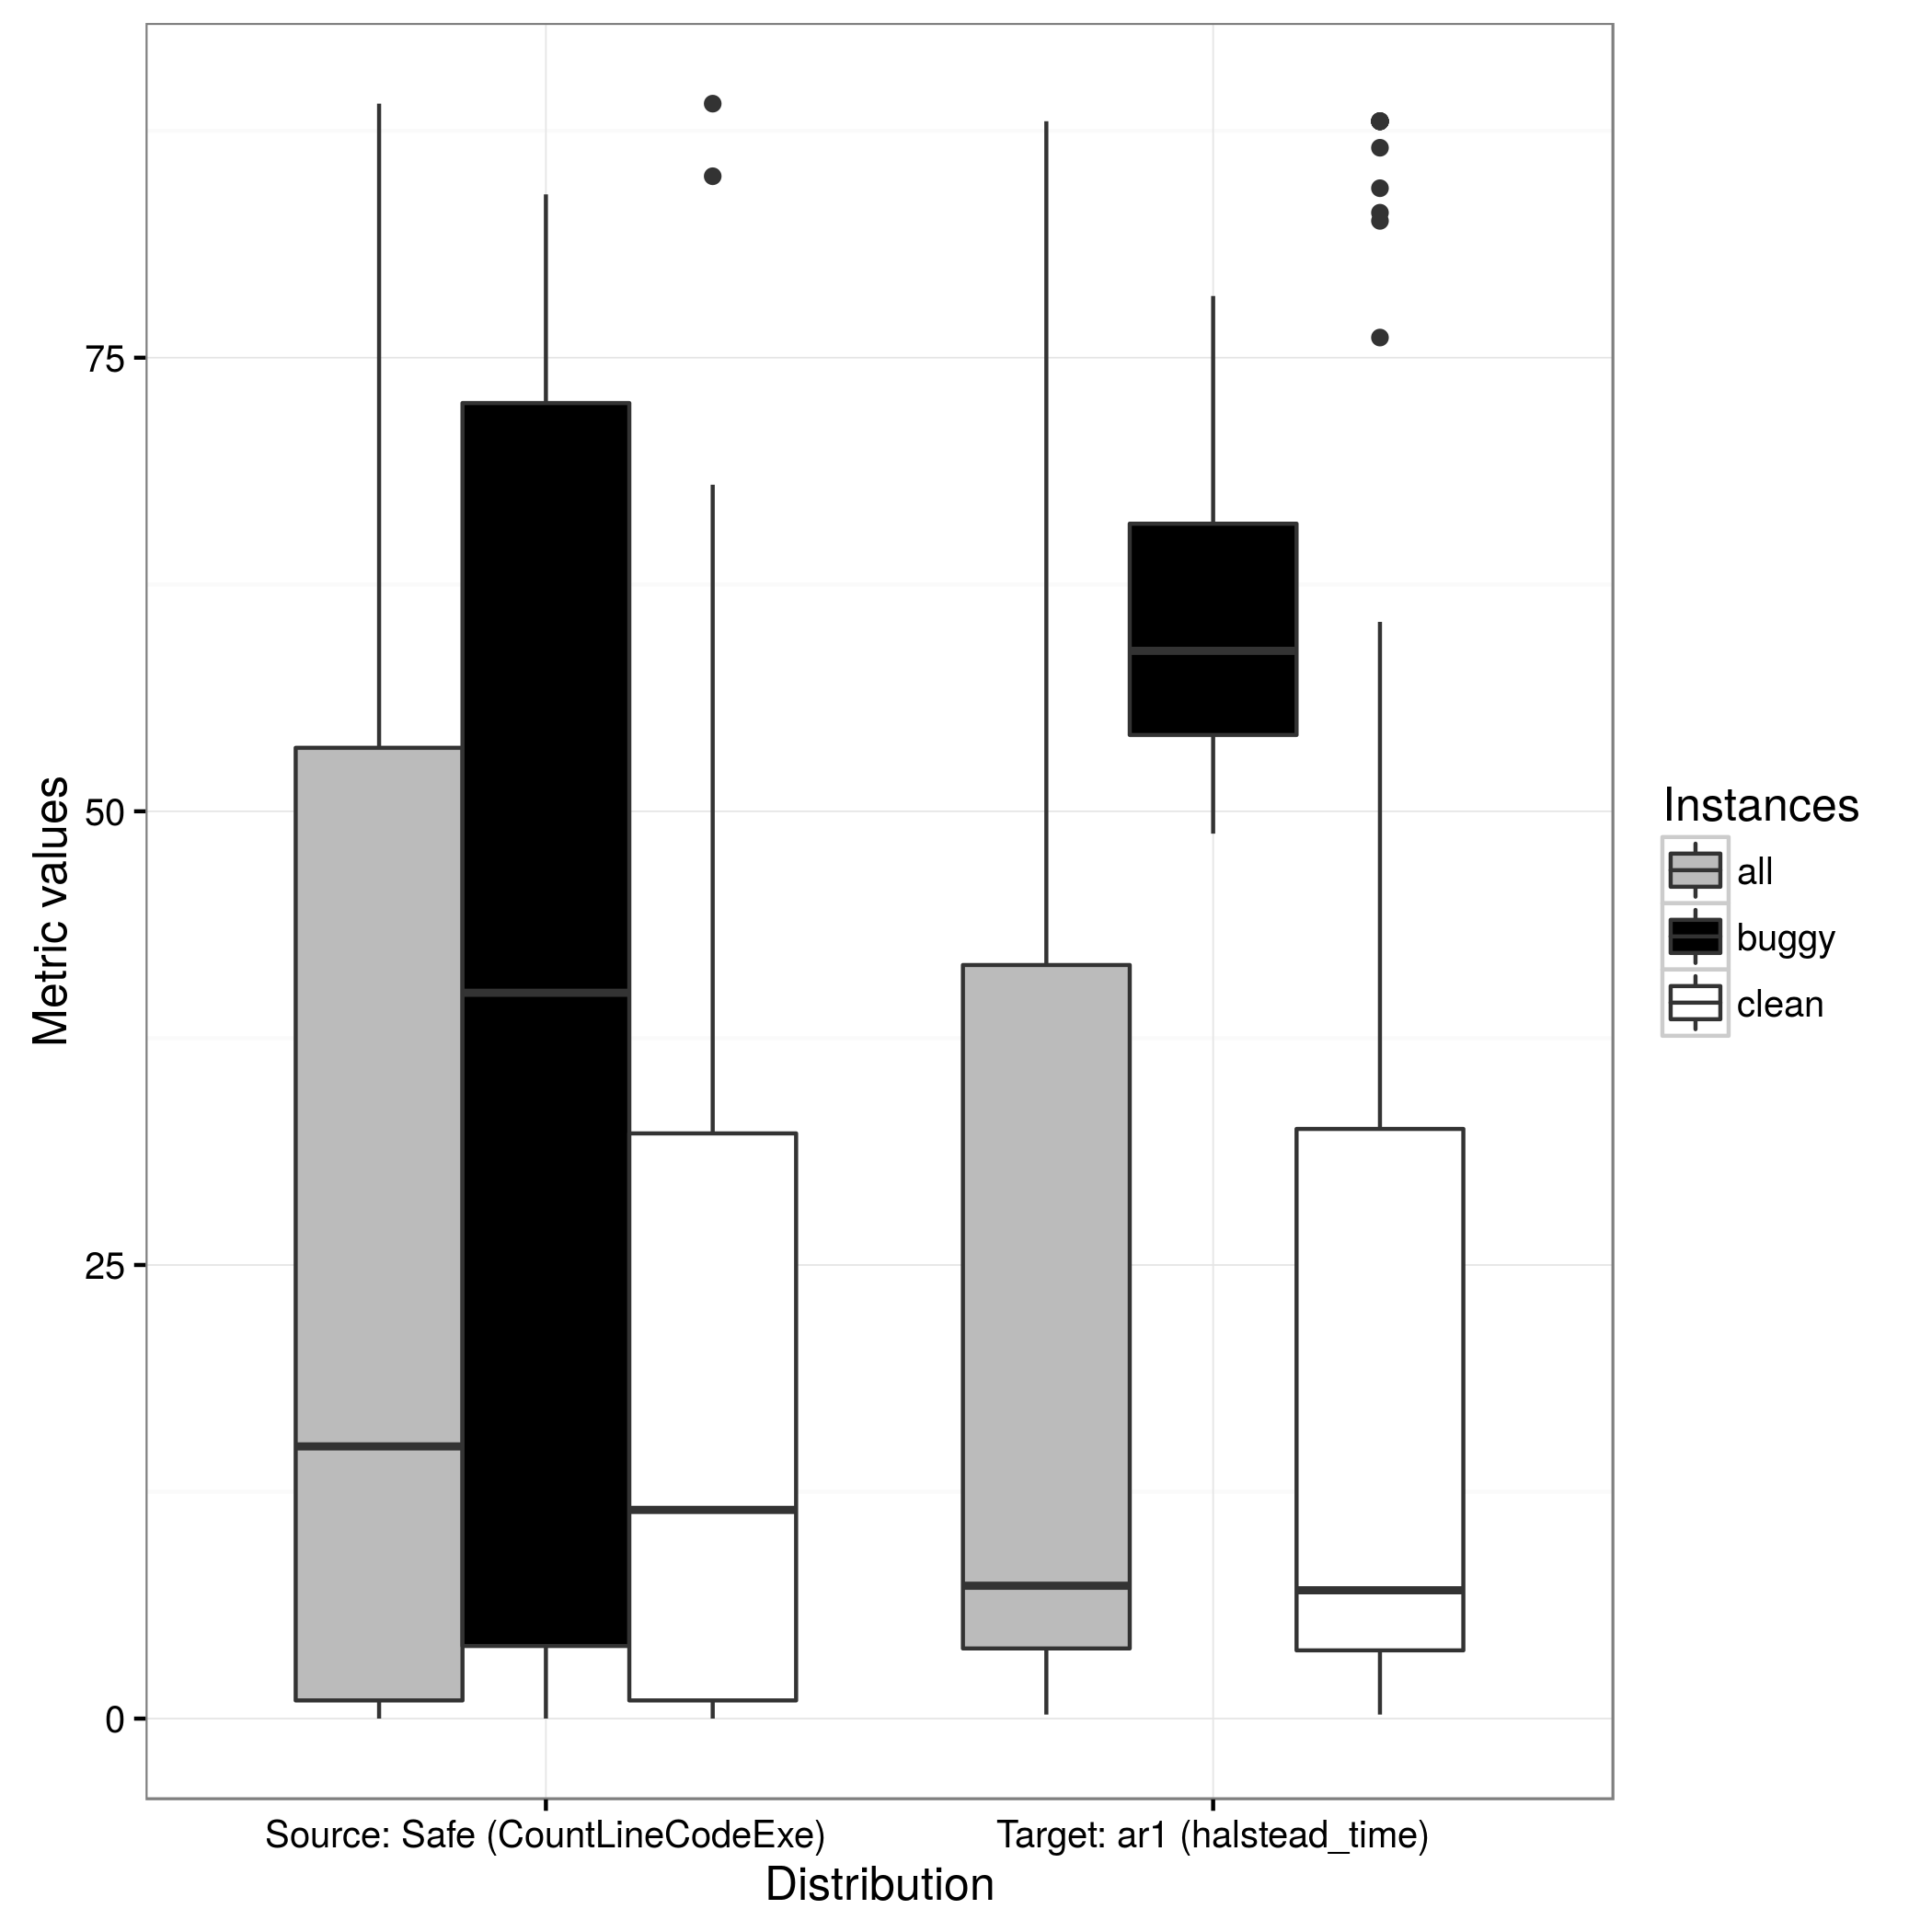 75
50
25
0
Metric values
Source: Safe (CountLineCodeExe)
Target: ar1 (halstead_time)
Distribution
Instances
all
buggy
clean